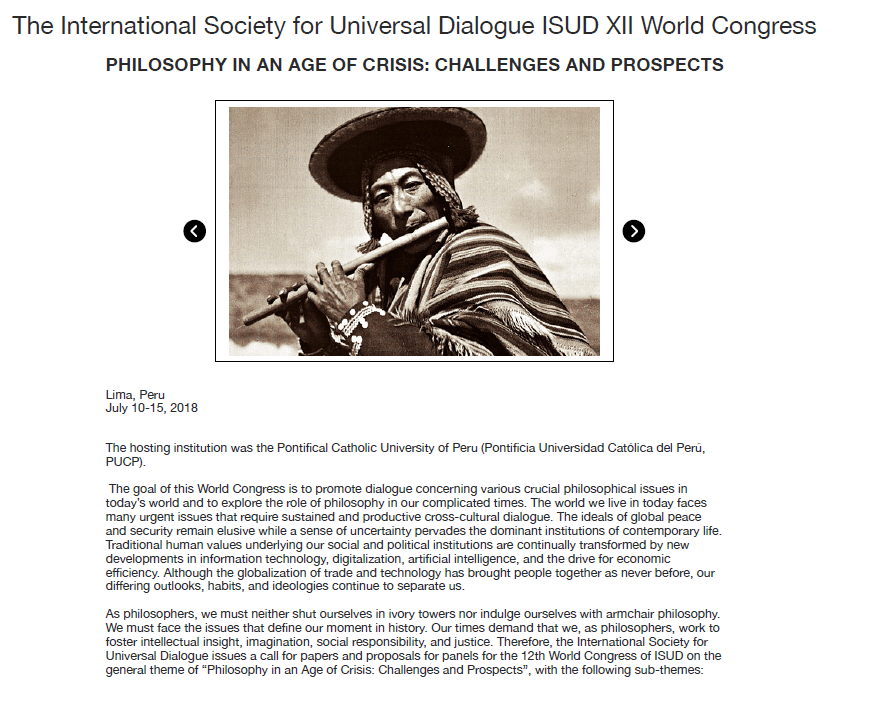 The International Society for Universal Dialogue ISUD XII World Congress
PHILOSOPHY IN AN AGE OF CRISIS: CHALLENGES AND PROSPECTS
Lima, Peru
July 10-15, 2018
The hosting institution was the Pontifical Catholic University of Peru (Pontificia Universidad Católica del Perú,
PUCP).
The goal of this World Congress is to promote dialogue concerning various crucial philosophical issues in
today’s world and to explore the role of philosophy in our complicated times. The world we live in today faces
many urgent issues that require sustained and productive cross-cultural dialogue. The ideals of global peace
and security remain elusive while a sense of uncertainty pervades the dominant institutions of contemporary life.
Traditional human values underlying our social and political institutions are continually transformed by new
developments in information technology, digitalization, artificial intelligence, and the drive for economic
efficiency. Although the globalization of trade and technology has brought people together as never before, our
differing outlooks, habits, and ideologies continue to separate us.
As philosophers, we must neither shut ourselves in ivory towers nor indulge ourselves with armchair philosophy.
We must face the issues that define our moment in history. Our times demand that we, as philosophers, work to
foster intellectual insight, imagination, social responsibility, and justice. Therefore, the International Society for
Universal Dialogue issues a call for papers and proposals for panels for the 12th World Congress of ISUD on the
general theme of “Philosophy in an Age of Crisis: Challenges and Prospects”, with the following sub-themes: